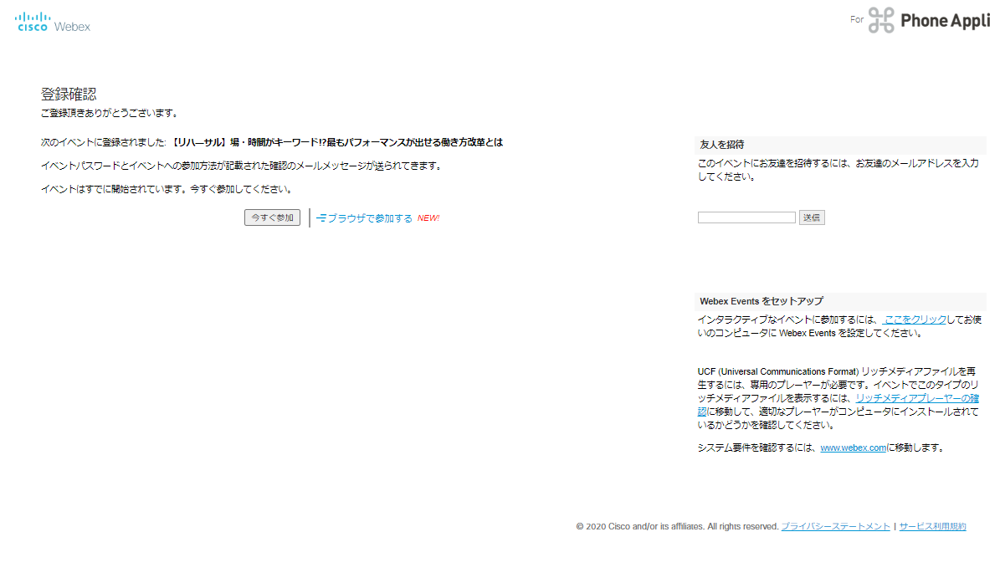 CISCO Webex
For Phone Appli
登録確認
ご登録頂きありがとうございます。
次のイベントに登録されました: 【リハーサル】場・時間がキーワード!?最もパフォーマンスが出せる働き方改革とは
イベントパスワードとイベントへの参加方法が記載された確認のメールメッセージが送られてきます。
イベントはすでに開始されています。今すぐ参加してください。
今すぐ参加
ブラウザで参加する NEW!
友人を招待
このイベントにお友達を招待するには、お友達のメールアドレスを入力
してください。
送信
Webex Events をセットアップ
インタラクティブなイベントに参加するには、 ここをクリックしてお使
いのコンピュータに Webex Events を設定してください。
UCF (Universal Communications Format) リッチメディアファイルを再
生するには、専用のプレーヤーが必要です。イベントでこのタイプのリ
ッチメディアファイルを表示するには、リッチメディアプレーヤーの確
認に移動して、適切なプレーヤーがコンピュータにインストールされて
いるかどうかを確認してください。
システム要件を確認するには、www.webex.comに移動します。
© 2020 Cisco and/or its affiliates. All rights reserved. プライバシーステートメント | サービス利用規約